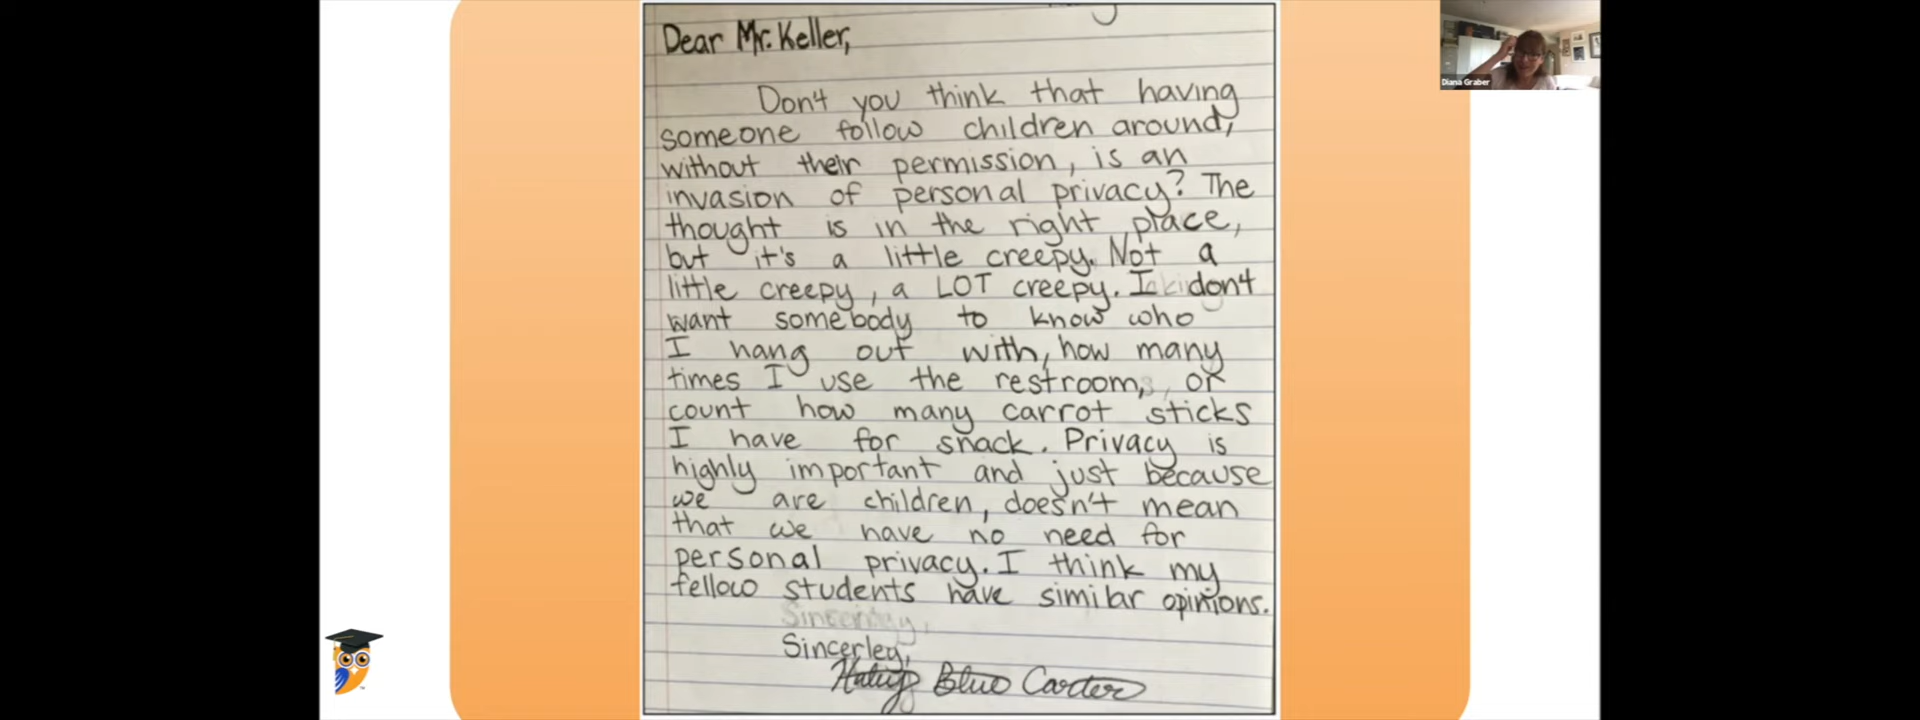 Dear Mr. Keller,
Don't you think that having
someone follow children around,
without their permission, is an
invasion of personal privacy? The
thought is in the right place,
but it's a little creepy. Not a
little creepy, a LOT creepy. I don't
want somebody to know who
I hang out with, how many
times I use the restroom, or
count how many carrot sticks
I have for snack. Privacy is
highly important and just because
we are children, doesn't mean
that we have no need for
personal privacy. I think my
fellow students have similar opinions.
Sincerley,
Blue Carter
Diana Graber